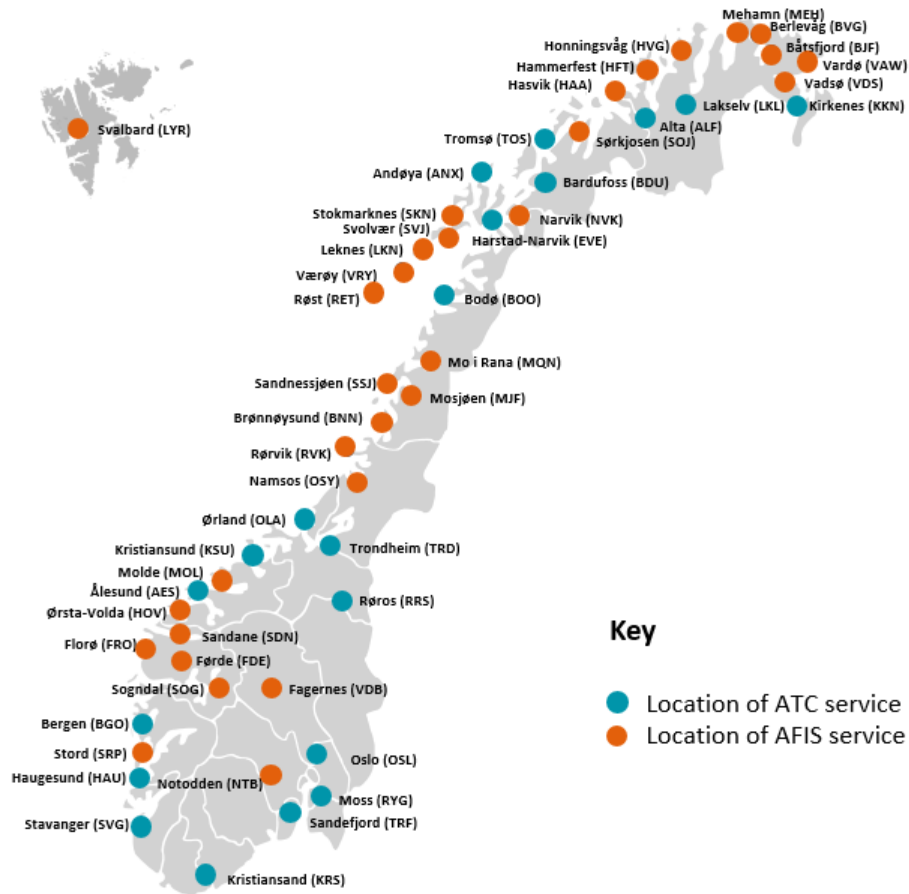 Mehamn (MEH)
Berlevåg (BVG)
Honningsvåg (HVG)
Båtsfjord (BJF)
Hammerfest (HFT)
Vardø (VAW)
Hasvik (HAA)
Vadsø (VDS)
Lakselv (LKL)
Kirkenes (KKN)
Svalbard (LYR)
Alta (ALF)
Tromsø (TOS)
Sørkjosen (SOJ)
Andøya (ANX)
Bardufoss (BDU)
Stokmarknes (SKN)
Narvik (NVK)
Svolvær (SVJ)
Harstad-Narvik (EVE)
Leknes (LKN)
Værøy (VRY)
Røst (RET)
Bodø (BOO)
Mo i Rana (MQN)
Sandnessjøen (SSJ)
Mosjøen (MJF)
Brønnøysund (BNN)
Rørvik (RVK)
Namsos (OSY)
Ørland (OLA)
Kristiansund (KSU)
Trondheim (TRD)
Molde (MOL)
Ålesund (AES)
Røros (RRS)
Ørsta-Volda (HOV)
Sandane (SDN)
Florø (FRO)
Førde (FDE)
Sogndal (SOG)
Fagernes (VDB)
Bergen (BGO)
Stord (SRP)
Oslo (OSL)
Haugesund (HAU)
Notodden (NTB)
Moss (RYG)
Stavanger (SVG)
Sandefjord (TRF)
Kristiansand (KRS)
Key
Location of ATC service
Location of AFIS service